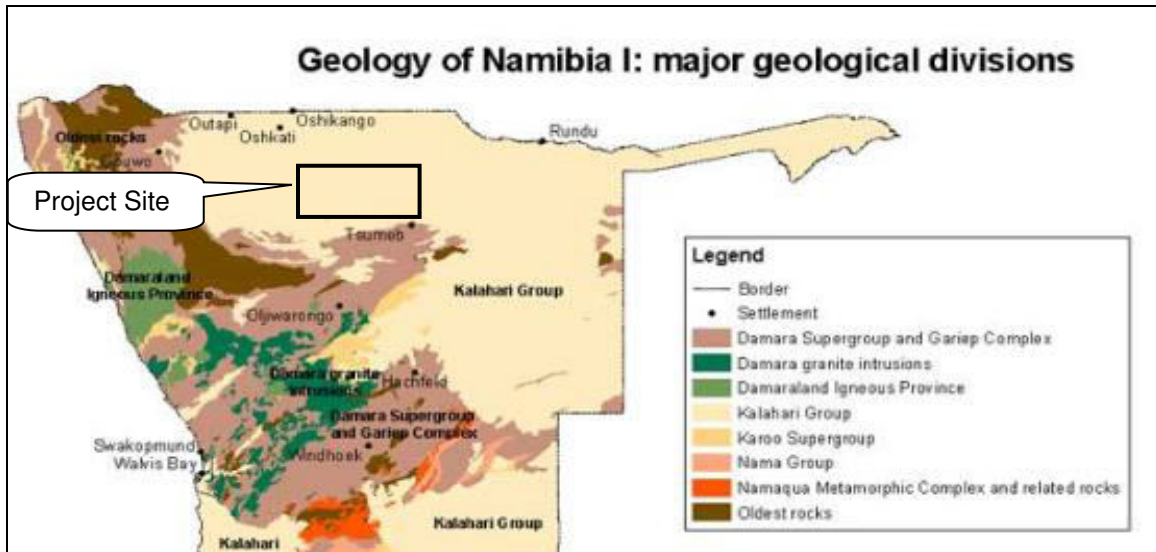 Geology of Namibia I: major geological divisions
Oshikango
Outapi
Oshkati
Rundu
Oldest rocks
Opuwo
Project Site
Tsumeb
Damaraland
Igneous Province
Kalahari Group
Otjiwarongo
Damara granite
intrusions
Hochfeld
Damara Supergroup
and Gariep Complex
Swakopmund
Walvis Bay
Windhoek
Kalahari Group
Kalahari
Legend
Border
Settlement
Damara Supergroup and Gariep Complex
Damara granite intrusions
Damaraland Igneous Province
Kalahari Group
Karoo Supergroup
Nama Group
Namaqua Metamorphic Complex and related rocks
Oldest rocks